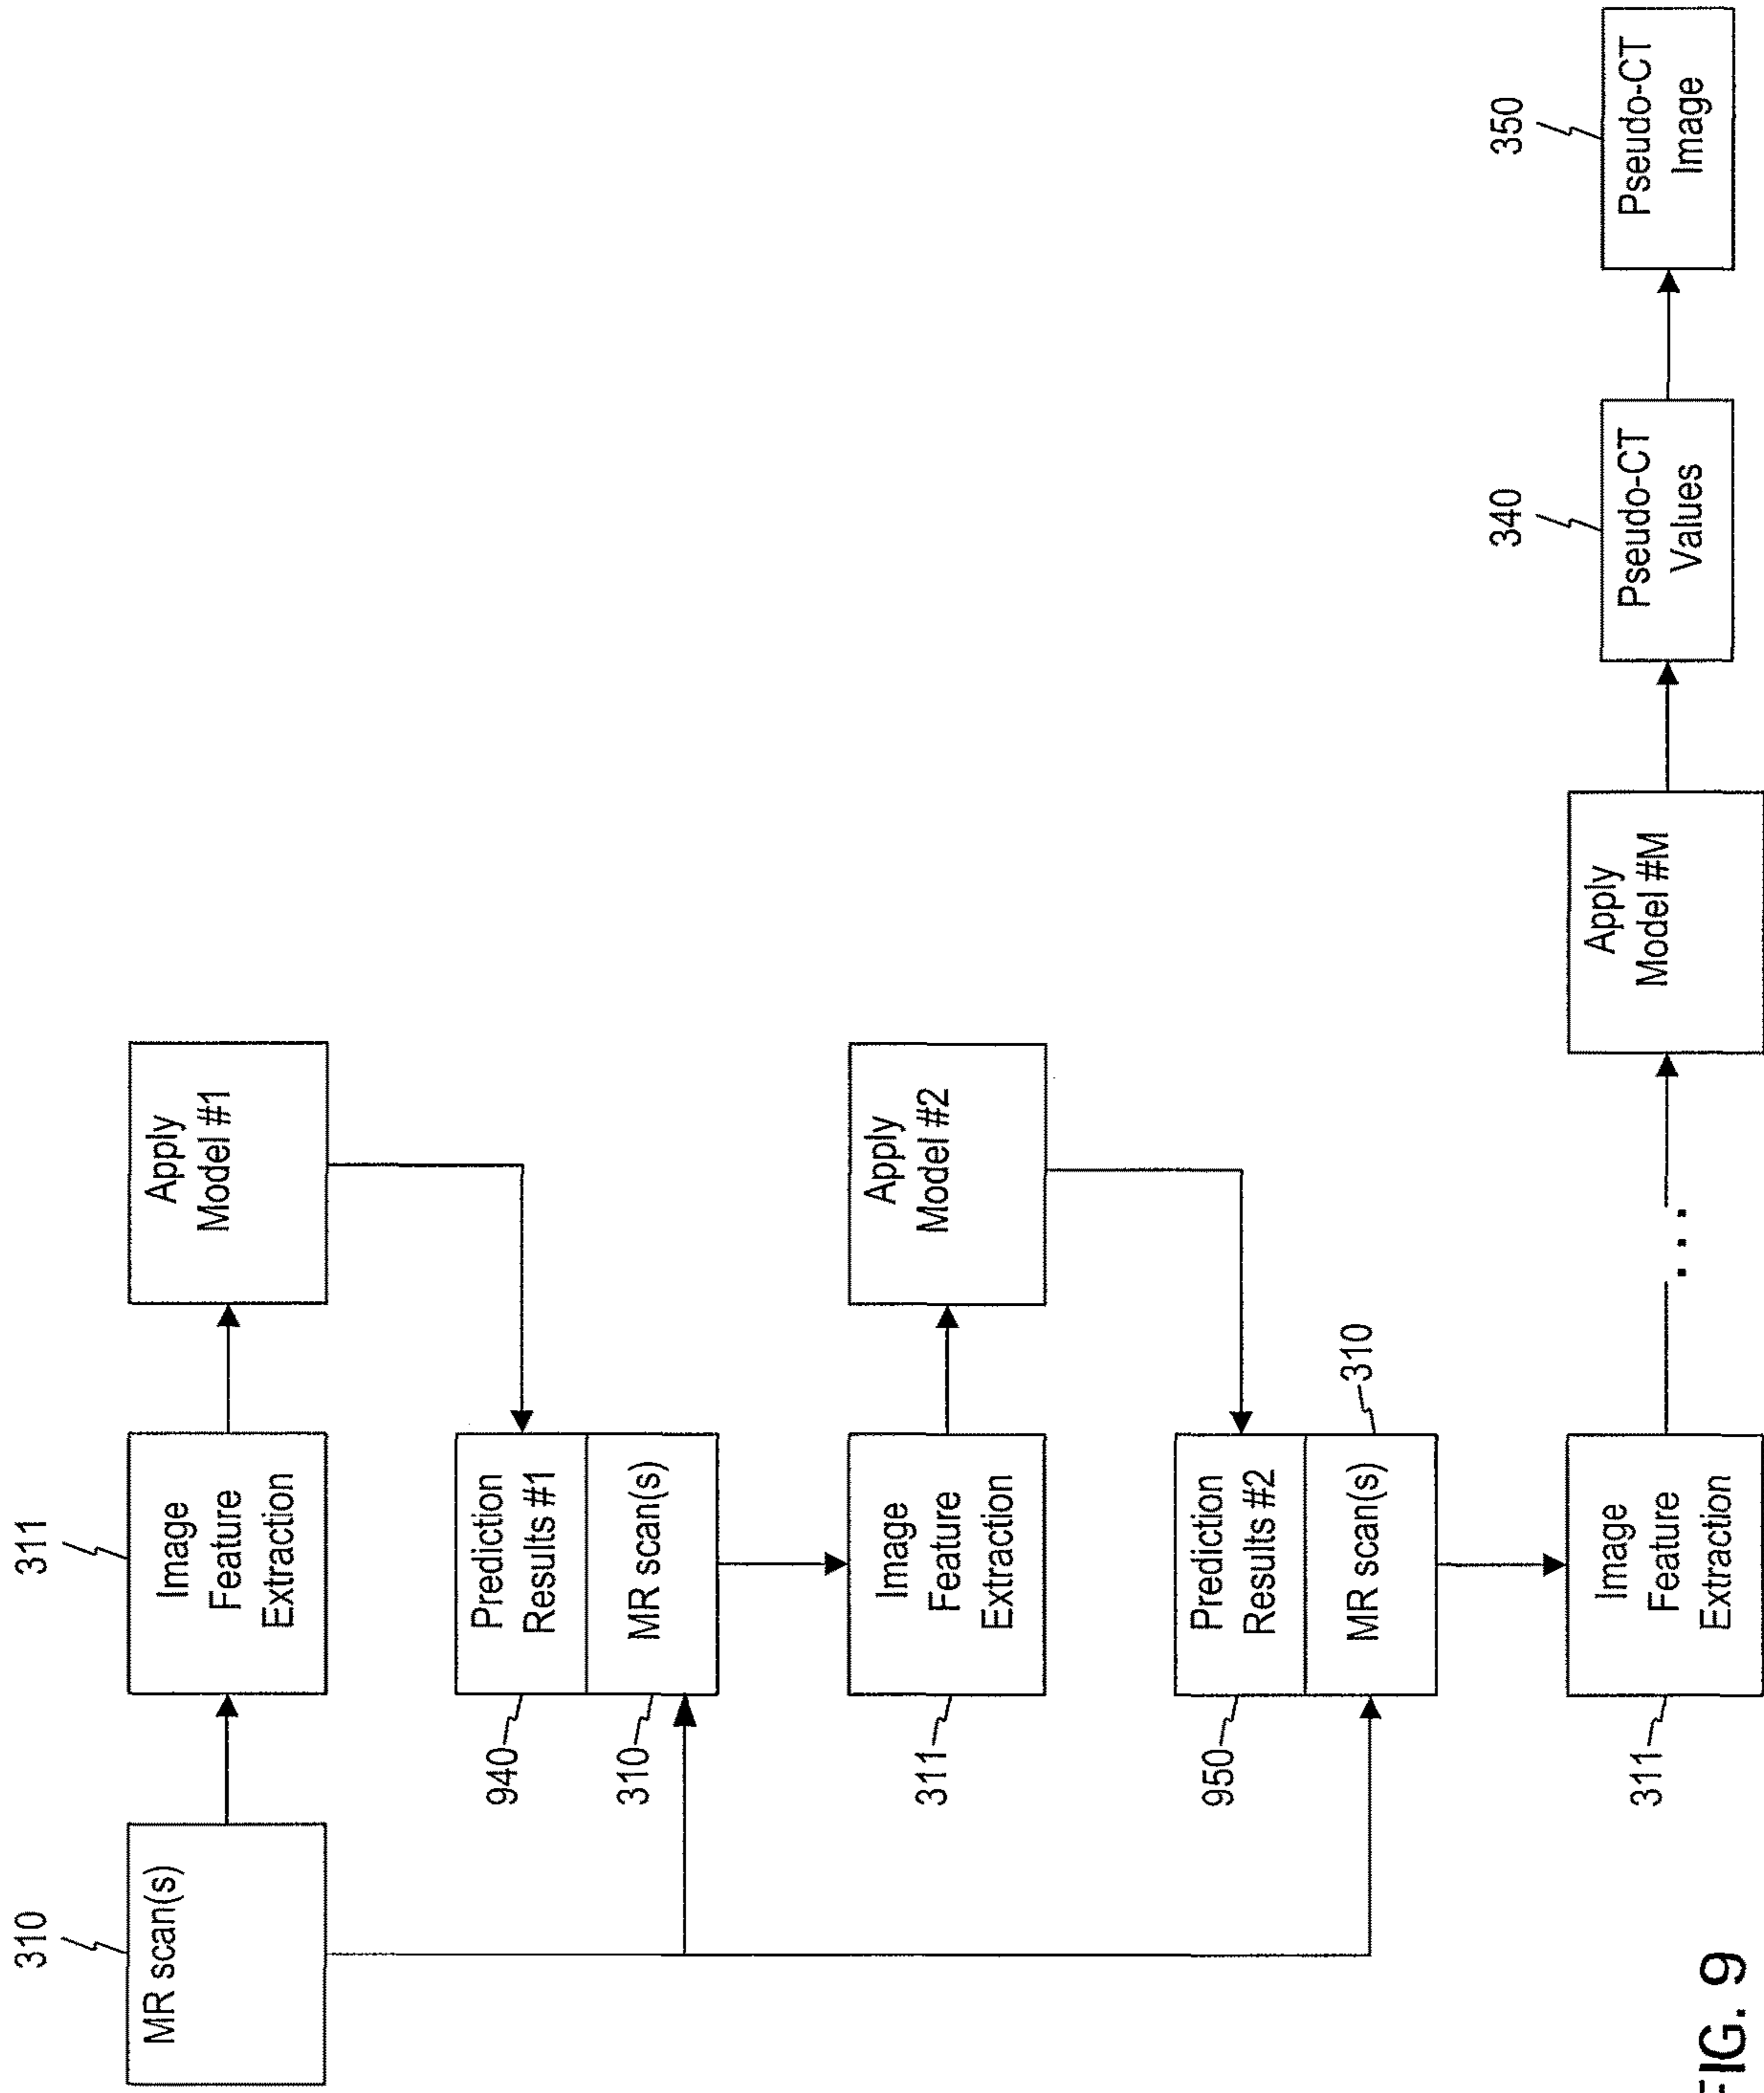 310
MR scan(s)
311
Image
Feature
Extraction
Apply
Model #1
940
Prediction
Results #1
310
MR scan(s)
311
Image
Feature
Extraction
Apply
Model #2
950
Prediction
Results #2
MR scan(s)
310
311
Image
Feature
Extraction
...
Apply
Model #M
340
Pseudo-CT
Values
350
Pseudo-CT
Image
FIG. 9